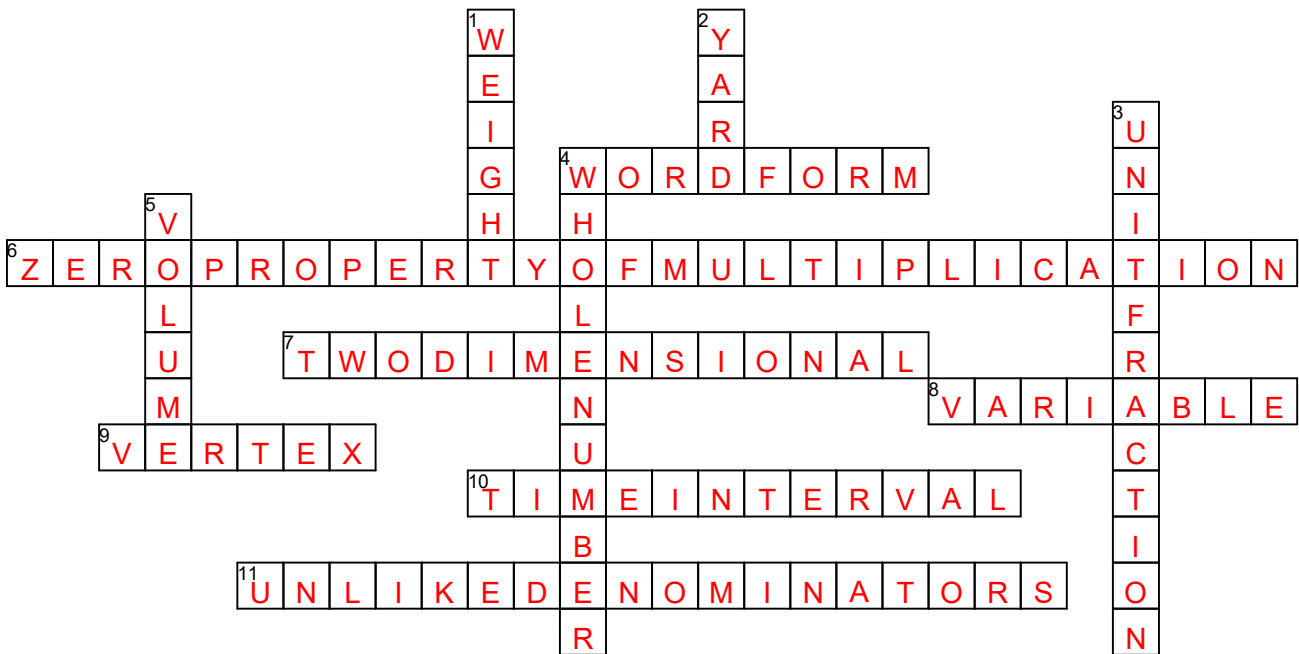 1 WEIGHT
2 YARD
3 UNITFRACTION
4 WORDFORM
WHOLENUMBER
5 VOLUME
6 ZEROPROPERTYOFMULTIPLICATION
7 TWODIMENSIONAL
8 VARIABLE
9 VERTEX
10 TIMEINTERVAL
11 UNLIKEDENOMINATORS